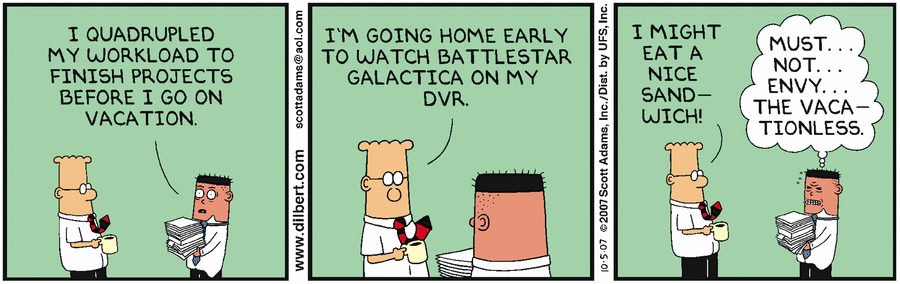 I QUADRUPLED
MY WORKLOAD TO
FINISH PROJECTS
BEFORE I GO ON
VACATION.
www.dilbert.com
scottadams@aol.com
I'M GOING HOME EARLY
TO WATCH BATTLESTAR
GALACTICA ON MY
DVR.
10-5-07 ©2007 Scott Adams, Inc./Dist. by UFS, Inc.
I MIGHT
EAT A
NICE
SAND-
WICH!
MUST...
NOT...
ENVY...
THE VACA-
TIONLESS.